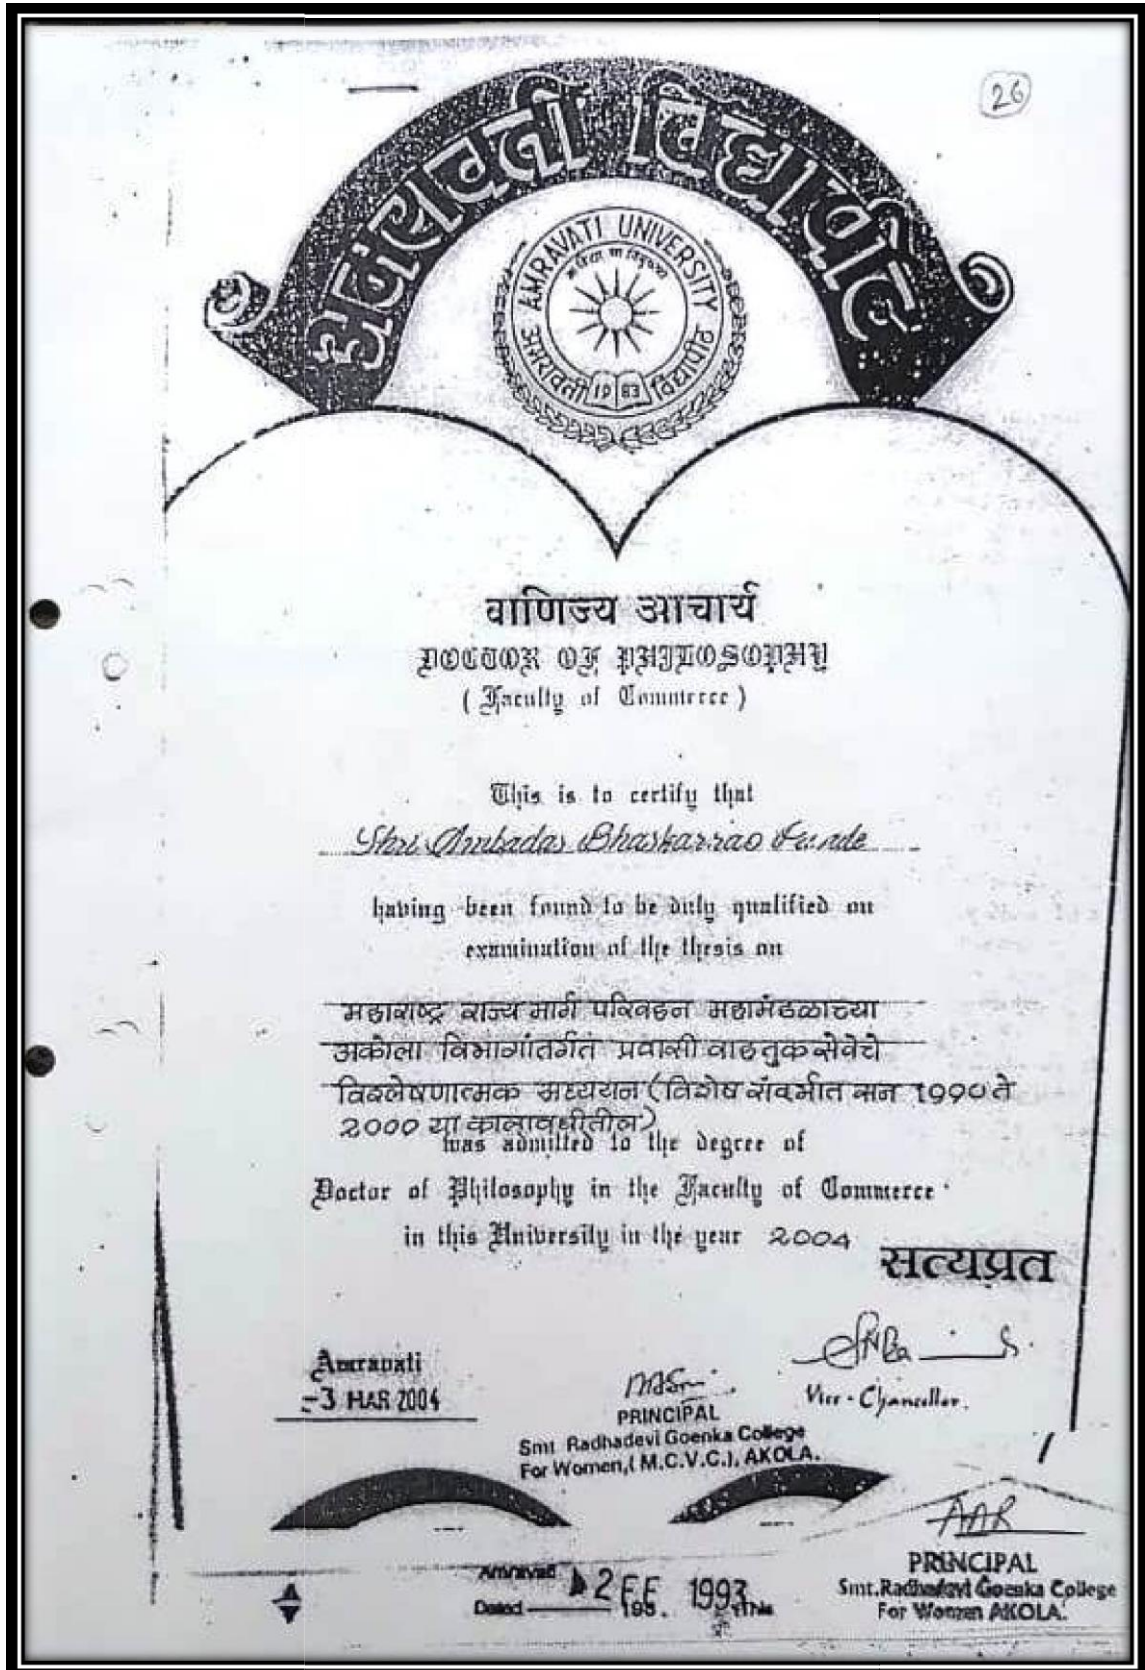 26
अमरावती विद्यापीठ
AMRAVATI UNIVERSITY
अमरावती 1983 विद्यापीठ
वाणिज्य आचार्य
DOCTOR OF PHILOSOPHY
( Faculty of Commerce )
This is to certify that
Shri Ambadas Bhaskarrao
having been found to be duly qualified on
examination of the thesis on
महाराष्ट्र राज्य मार्ग परिवहन महामंडळाच्या
अकोला विभागांतर्गत प्रवासी वाहतुक सेवेचे
विश्लेषणात्मक अध्ययन (विशेष संदर्भात सन 1990 ते
2000 या कालावधीतील)
was admitted to the degree of
Doctor of Philosophy in the Faculty of Commerce
in this University in the year 2004
सत्यप्रत
Amravati
-3 MAR 2004
Vice-Chancellor.
PRINCIPAL
Smt Radhadevi Goenka College
For Women,( M.C.V.C.), AKOLA.
PRINCIPAL
Smt.Radhadevi Goenka College
For Women AKOLA.
Amravati
Dated 2 1993